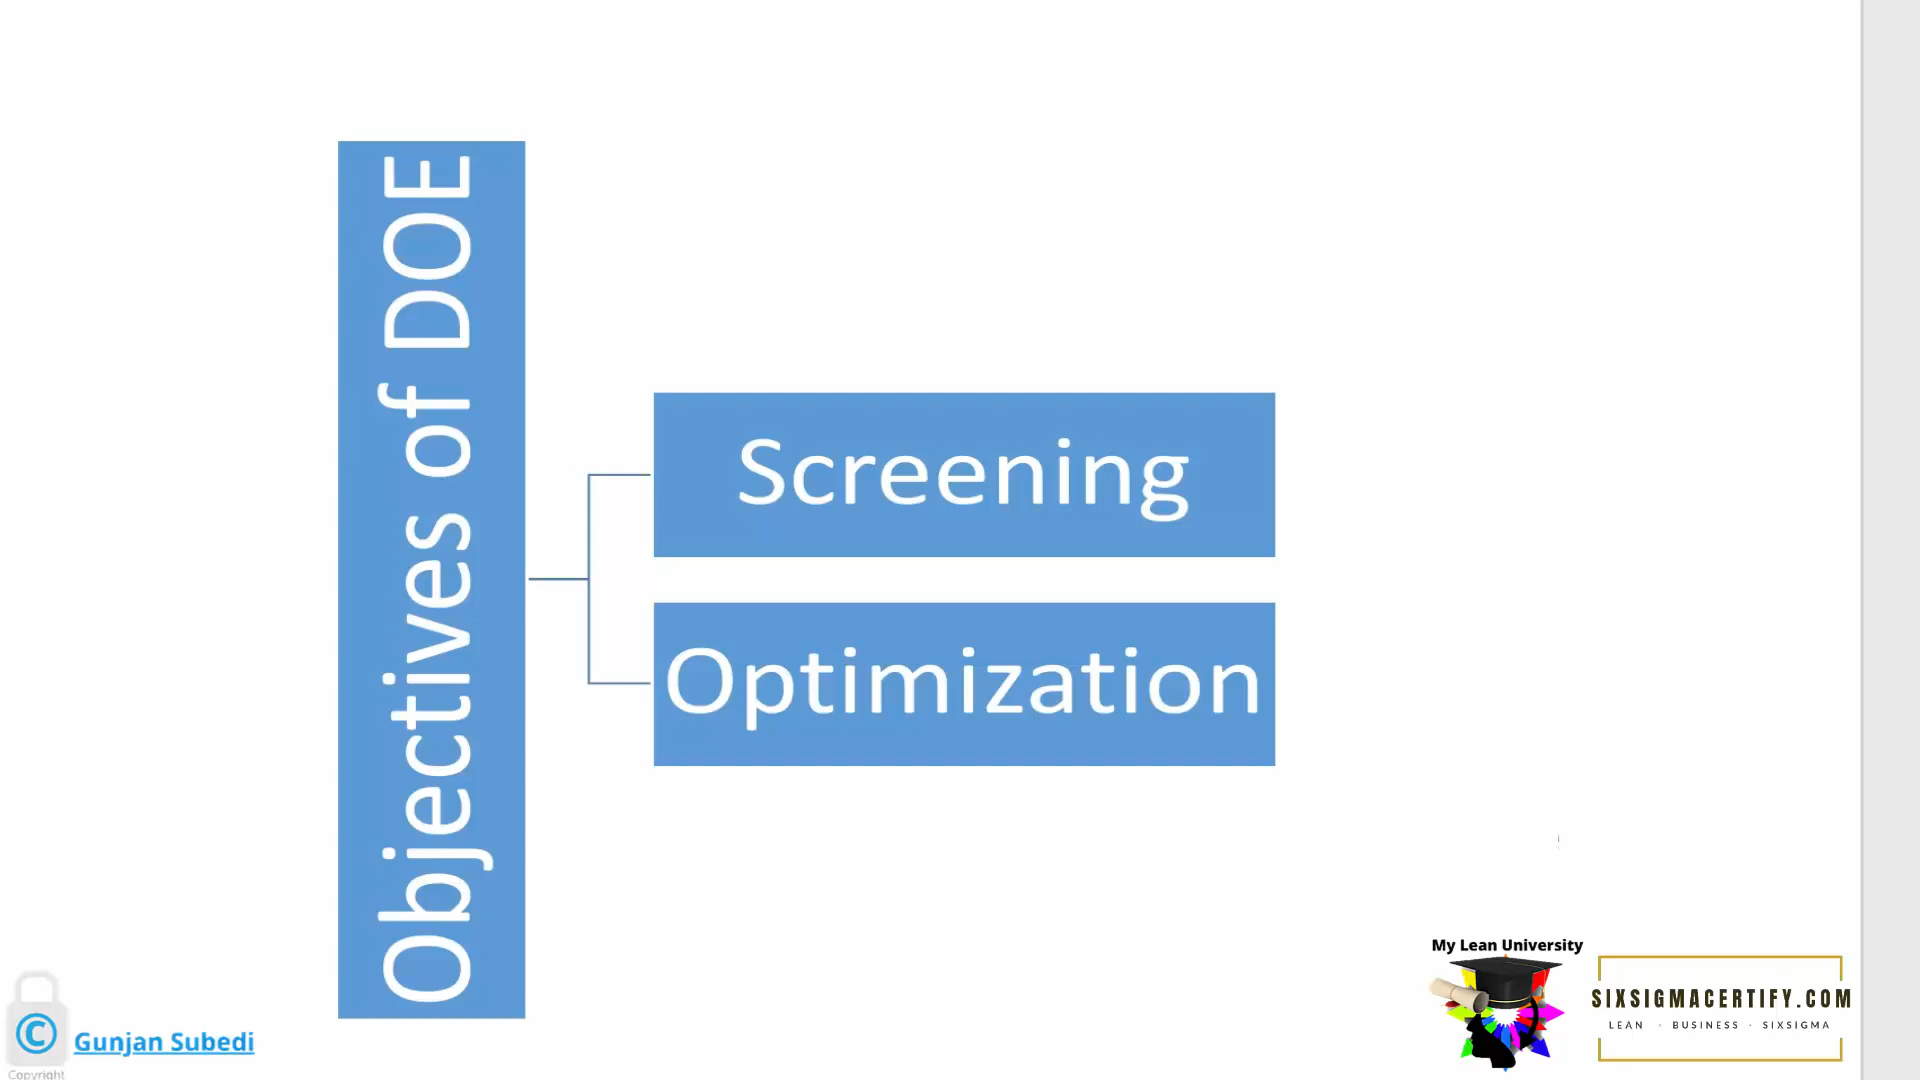 Objectives of DOE
Screening
Optimization
My Lean University
SIXSIGMACERTIFY.COM
LEAN · BUSINESS · SIXSIGMA
©
Gunjan Subedi
Copyright